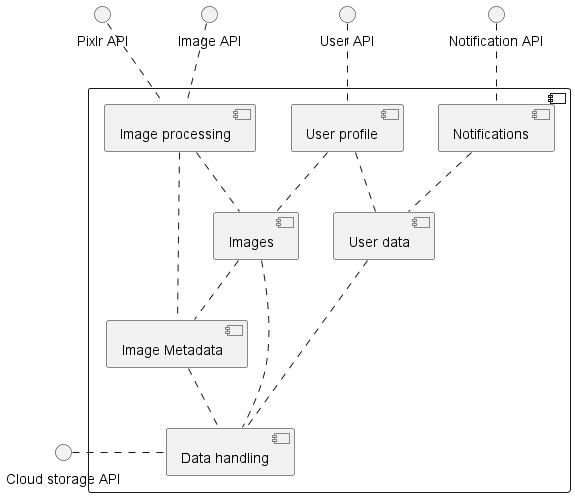 Pixlr API
Image API
User API
Notification API
Image processing
User profile
Notifications
Images
User data
Image Metadata
Data handling
Cloud storage API